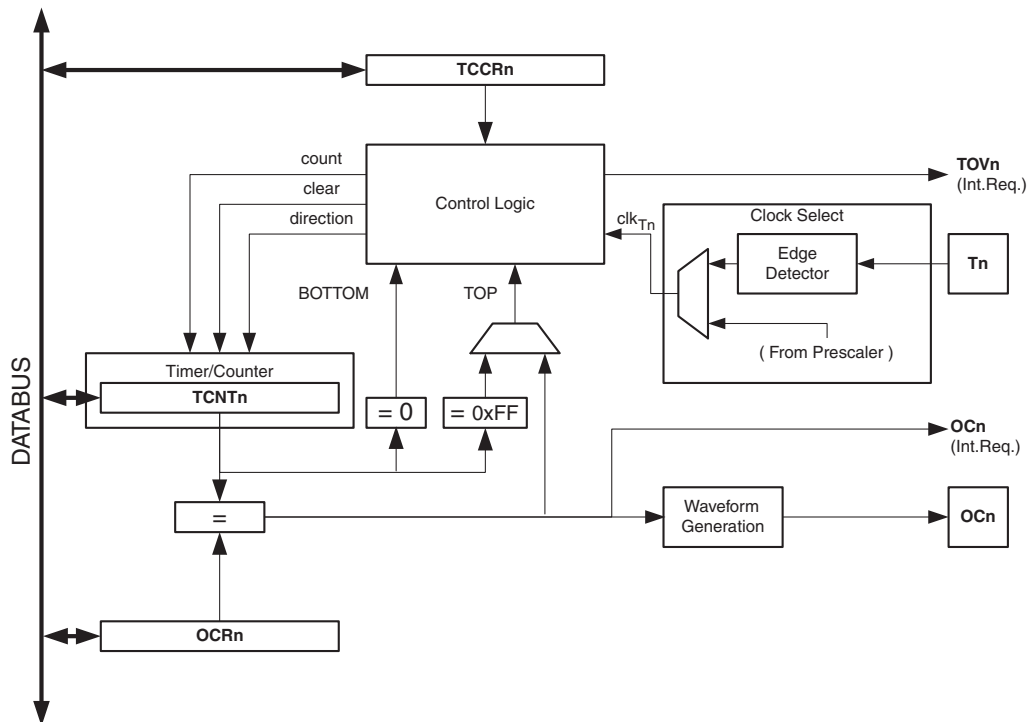 TCCRn
count
clear
direction
Control Logic
TOVn
(Int.Req.)
clkTn
Clock Select
Edge
Detector
Tn
( From Prescaler )
BOTTOM
TOP
DATABUS
Timer/Counter
TCNTn
= 0
= 0xFF
OCn
(Int.Req.)
=
Waveform
Generation
OCn
OCRn